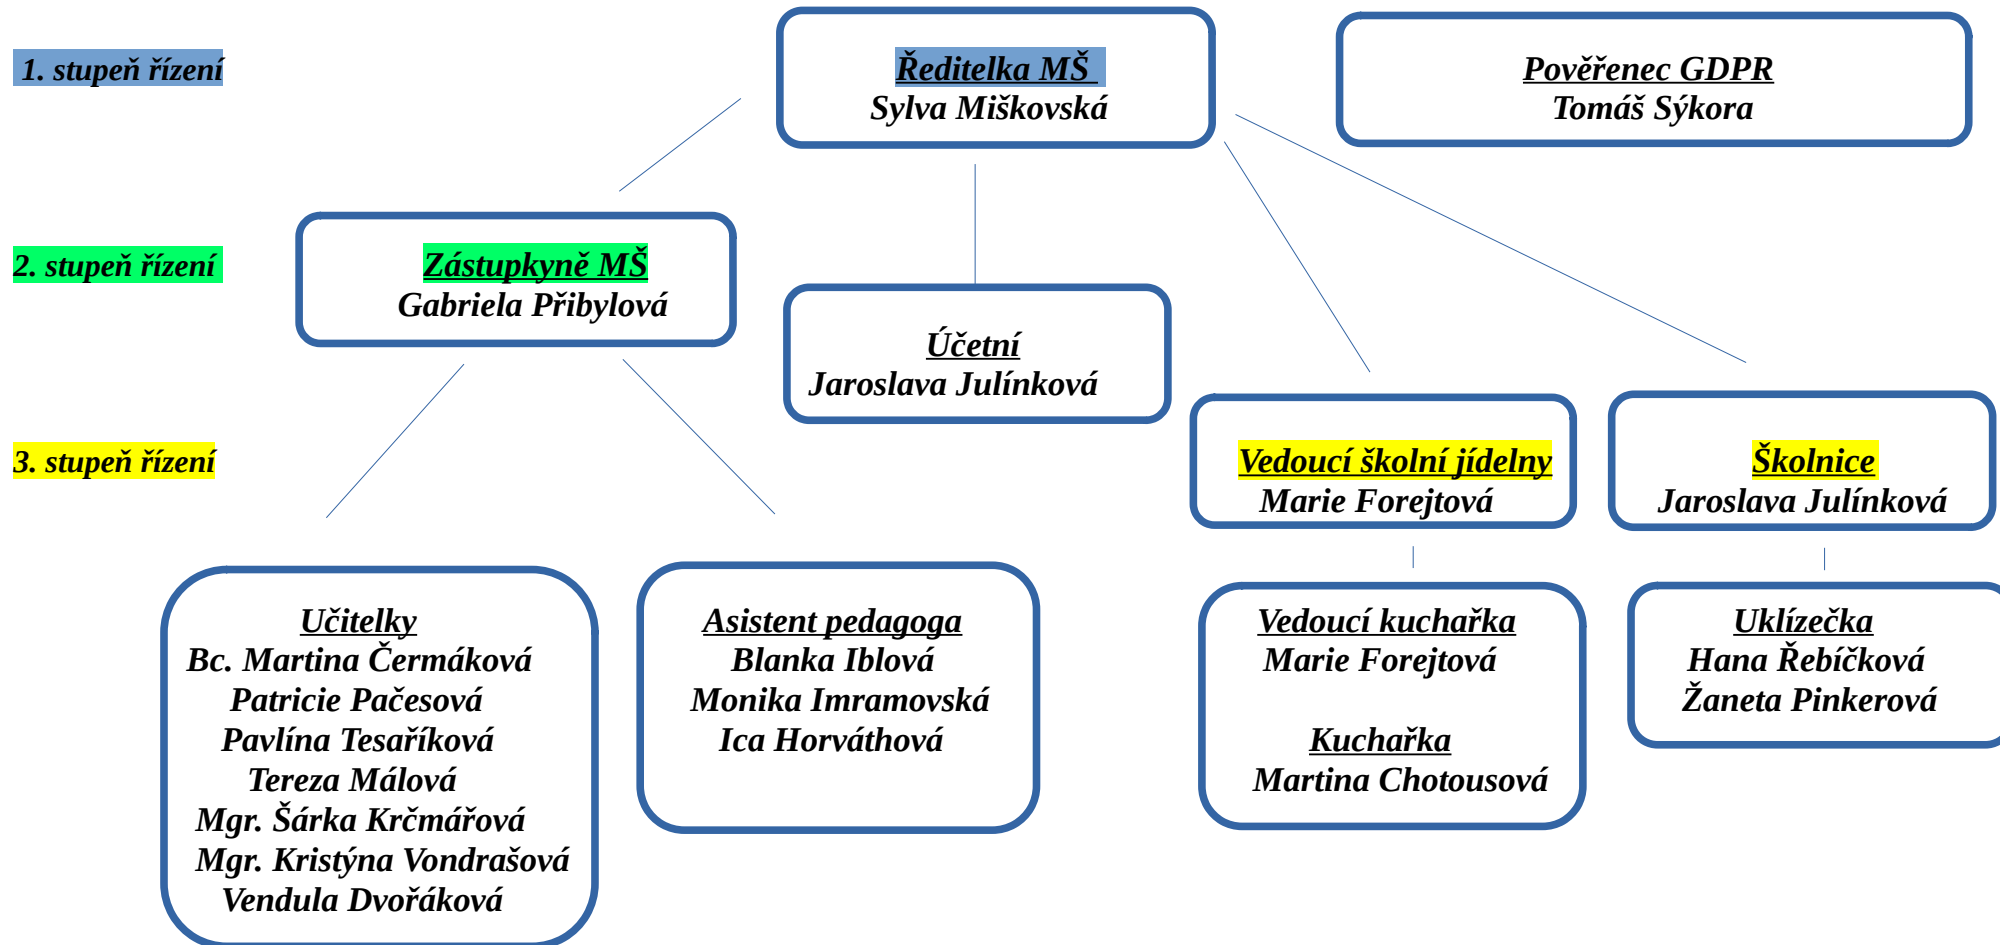 1. stupeň řízení
Ředitelka MŠ
Sylva Miškovská
Pověřenec GDPR
Tomáš Sýkora
2. stupeň řízení
Zástupkyně MŠ
Gabriela Přibylová
Účetní
Jaroslava Julínková
3. stupeň řízení
Vedoucí školní jídelny
Marie Forejtová
Školnice
Jaroslava Julínková
Učitelky
Bc. Martina Čermáková
Patricie Pačesová
Pavlína Tesaříková
Tereza Málová
Mgr. Šárka Krčmářová
Mgr. Kristýna Vondrašová
Vendula Dvořáková
Asistent pedagoga
Blanka Iblová
Monika Imramovská
Ica Horváthová
Vedoucí kuchařka
Marie Forejtová
Kuchařka
Martina Chotousová
Uklízečka
Hana Řebíčková
Žaneta Pinkerová